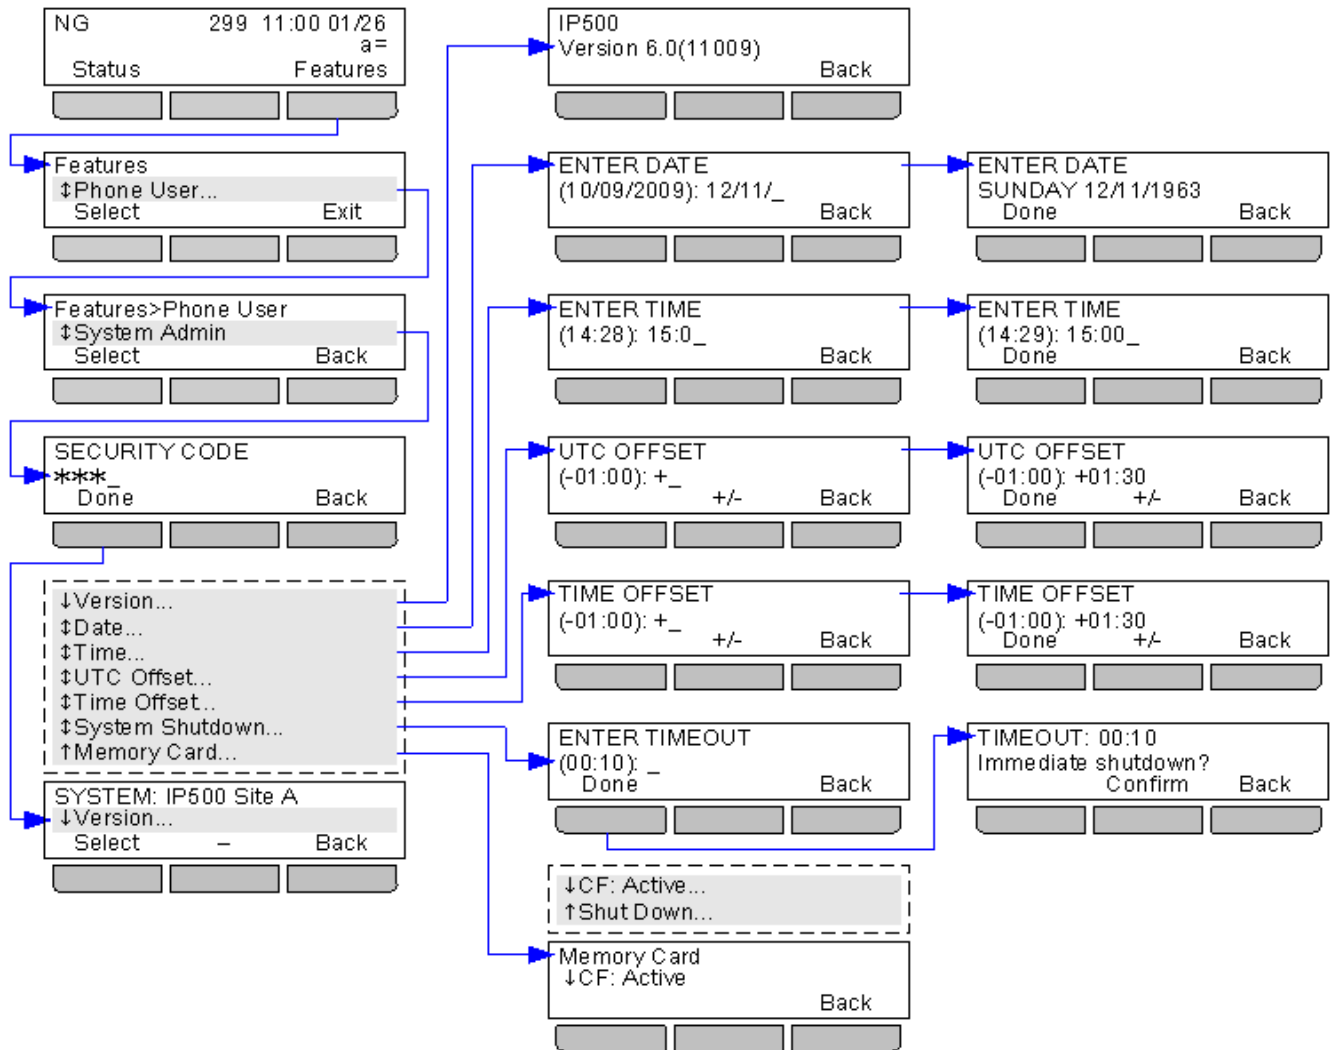 NG 299 11:00 01/26
a=
Status Features
Features
↕Phone User...
Select Exit
Features>Phone User
↕System Admin
Select Back
SECURITY CODE
***_
Done Back
↓Version...
↕Date...
↕Time...
↕UTC Offset...
↕Time Offset...
↕System Shutdown...
↑Memory Card...
SYSTEM: IP500 Site A
↓Version...
Select – Back
IP500
Version 6.0(11009)
Back
ENTER DATE
(10/09/2009): 12/11/_
Back
ENTER DATE
SUNDAY 12/11/1963
Done Back
ENTER TIME
(14:28): 15:0_
Back
ENTER TIME
(14:29): 15:00_
Done Back
UTC OFFSET
(-01:00): +_
+/- Back
UTC OFFSET
(-01:00): +01:30
Done +/- Back
TIME OFFSET
(-01:00): +_
+/- Back
TIME OFFSET
(-01:00): +01:30
Done +/- Back
ENTER TIMEOUT
(00:10): _
Done Back
TIMEOUT: 00:10
Immediate shutdown?
Confirm Back
↓CF: Active...
↑Shut Down...
Memory Card
↓CF: Active
Back